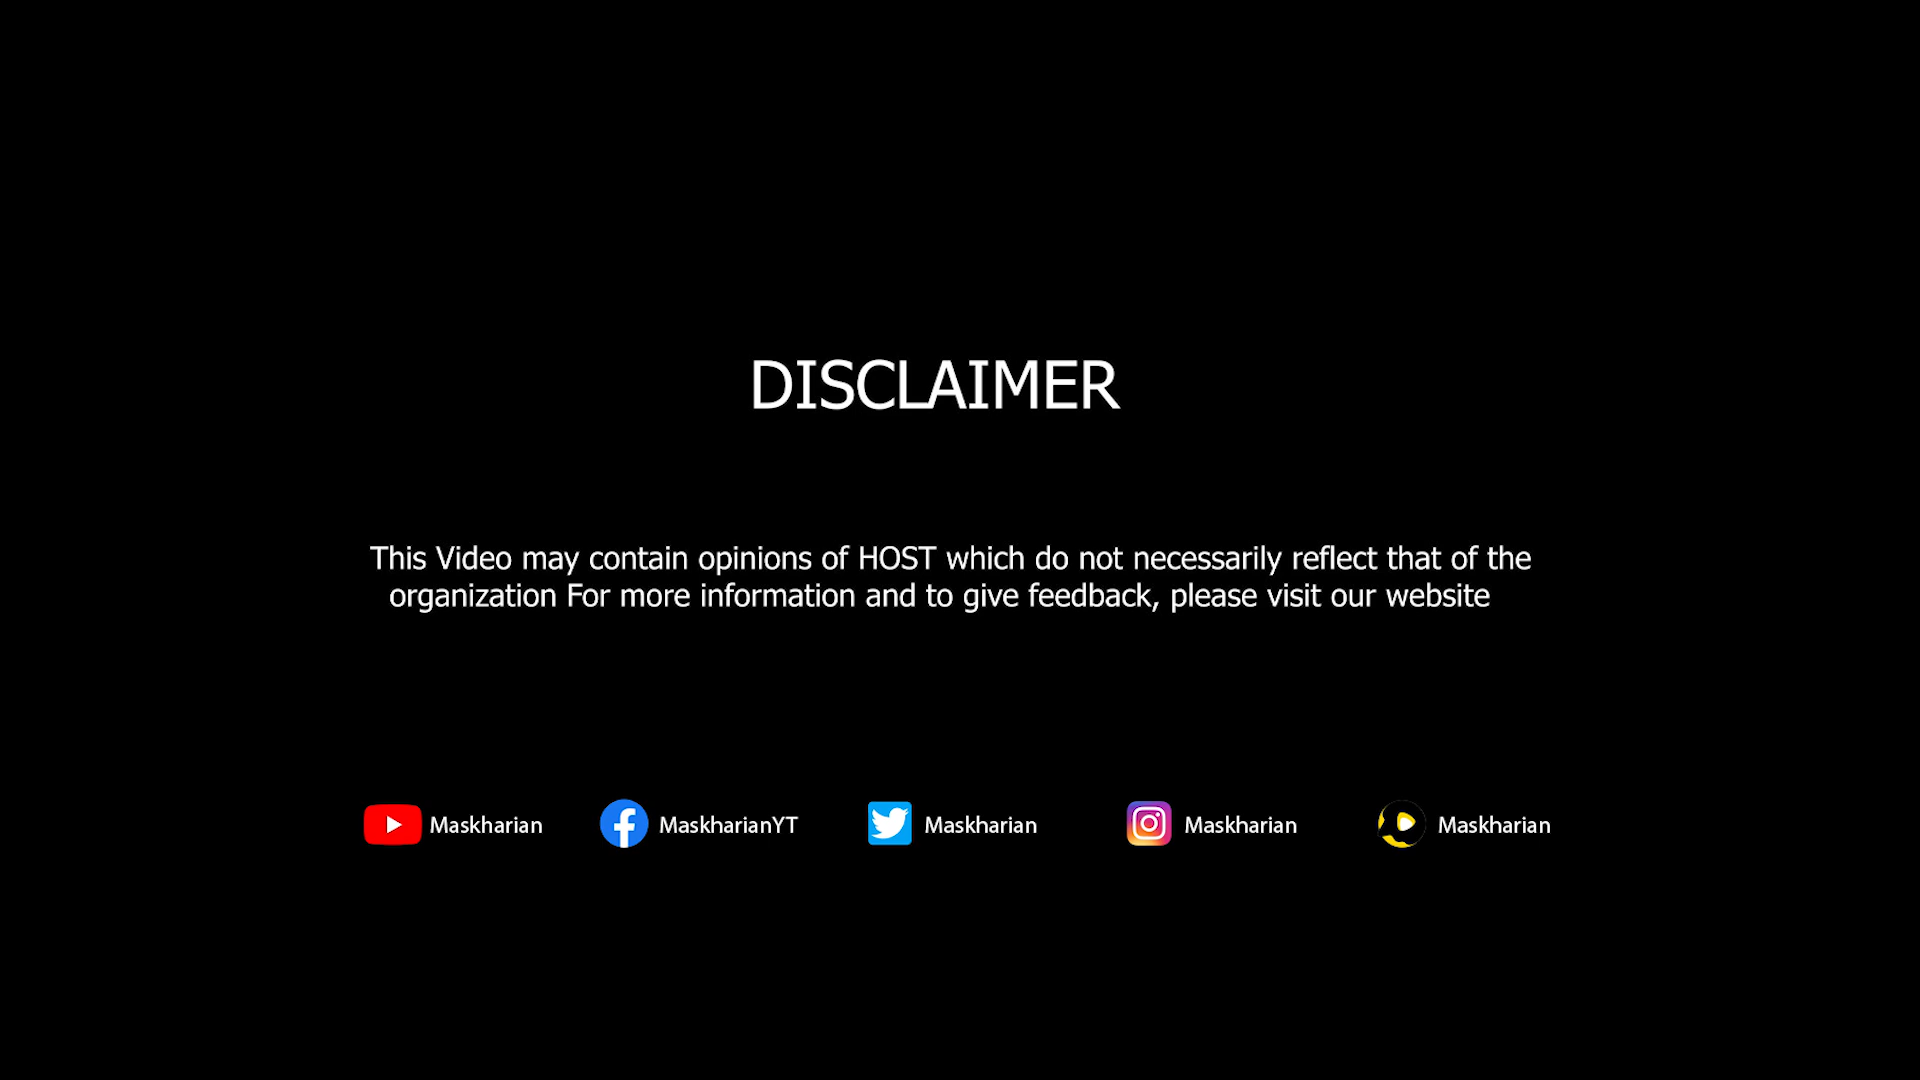 DISCLAIMER
This Video may contain opinions of HOST which do not necessarily reflect that of the
organization For more information and to give feedback, please visit our website
Maskharian MaskharianYT Maskharian Maskharian Maskharian